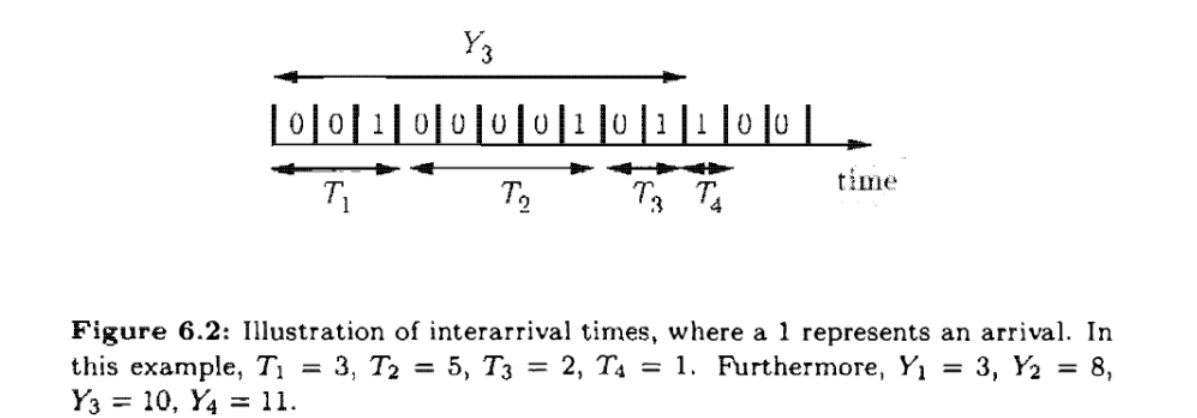 Y₃
0 0 1 0 0 0 0 1 0 1 1 0 0
T₁ T₂ T₃ T₄ time
Figure 6.2: Illustration of interarrival times, where a 1 represents an arrival. In
this example, T₁ = 3, T₂ = 5, T₃ = 2, T₄ = 1. Furthermore, Y₁ = 3, Y₂ = 8,
Y₃ = 10, Y₄ = 11.